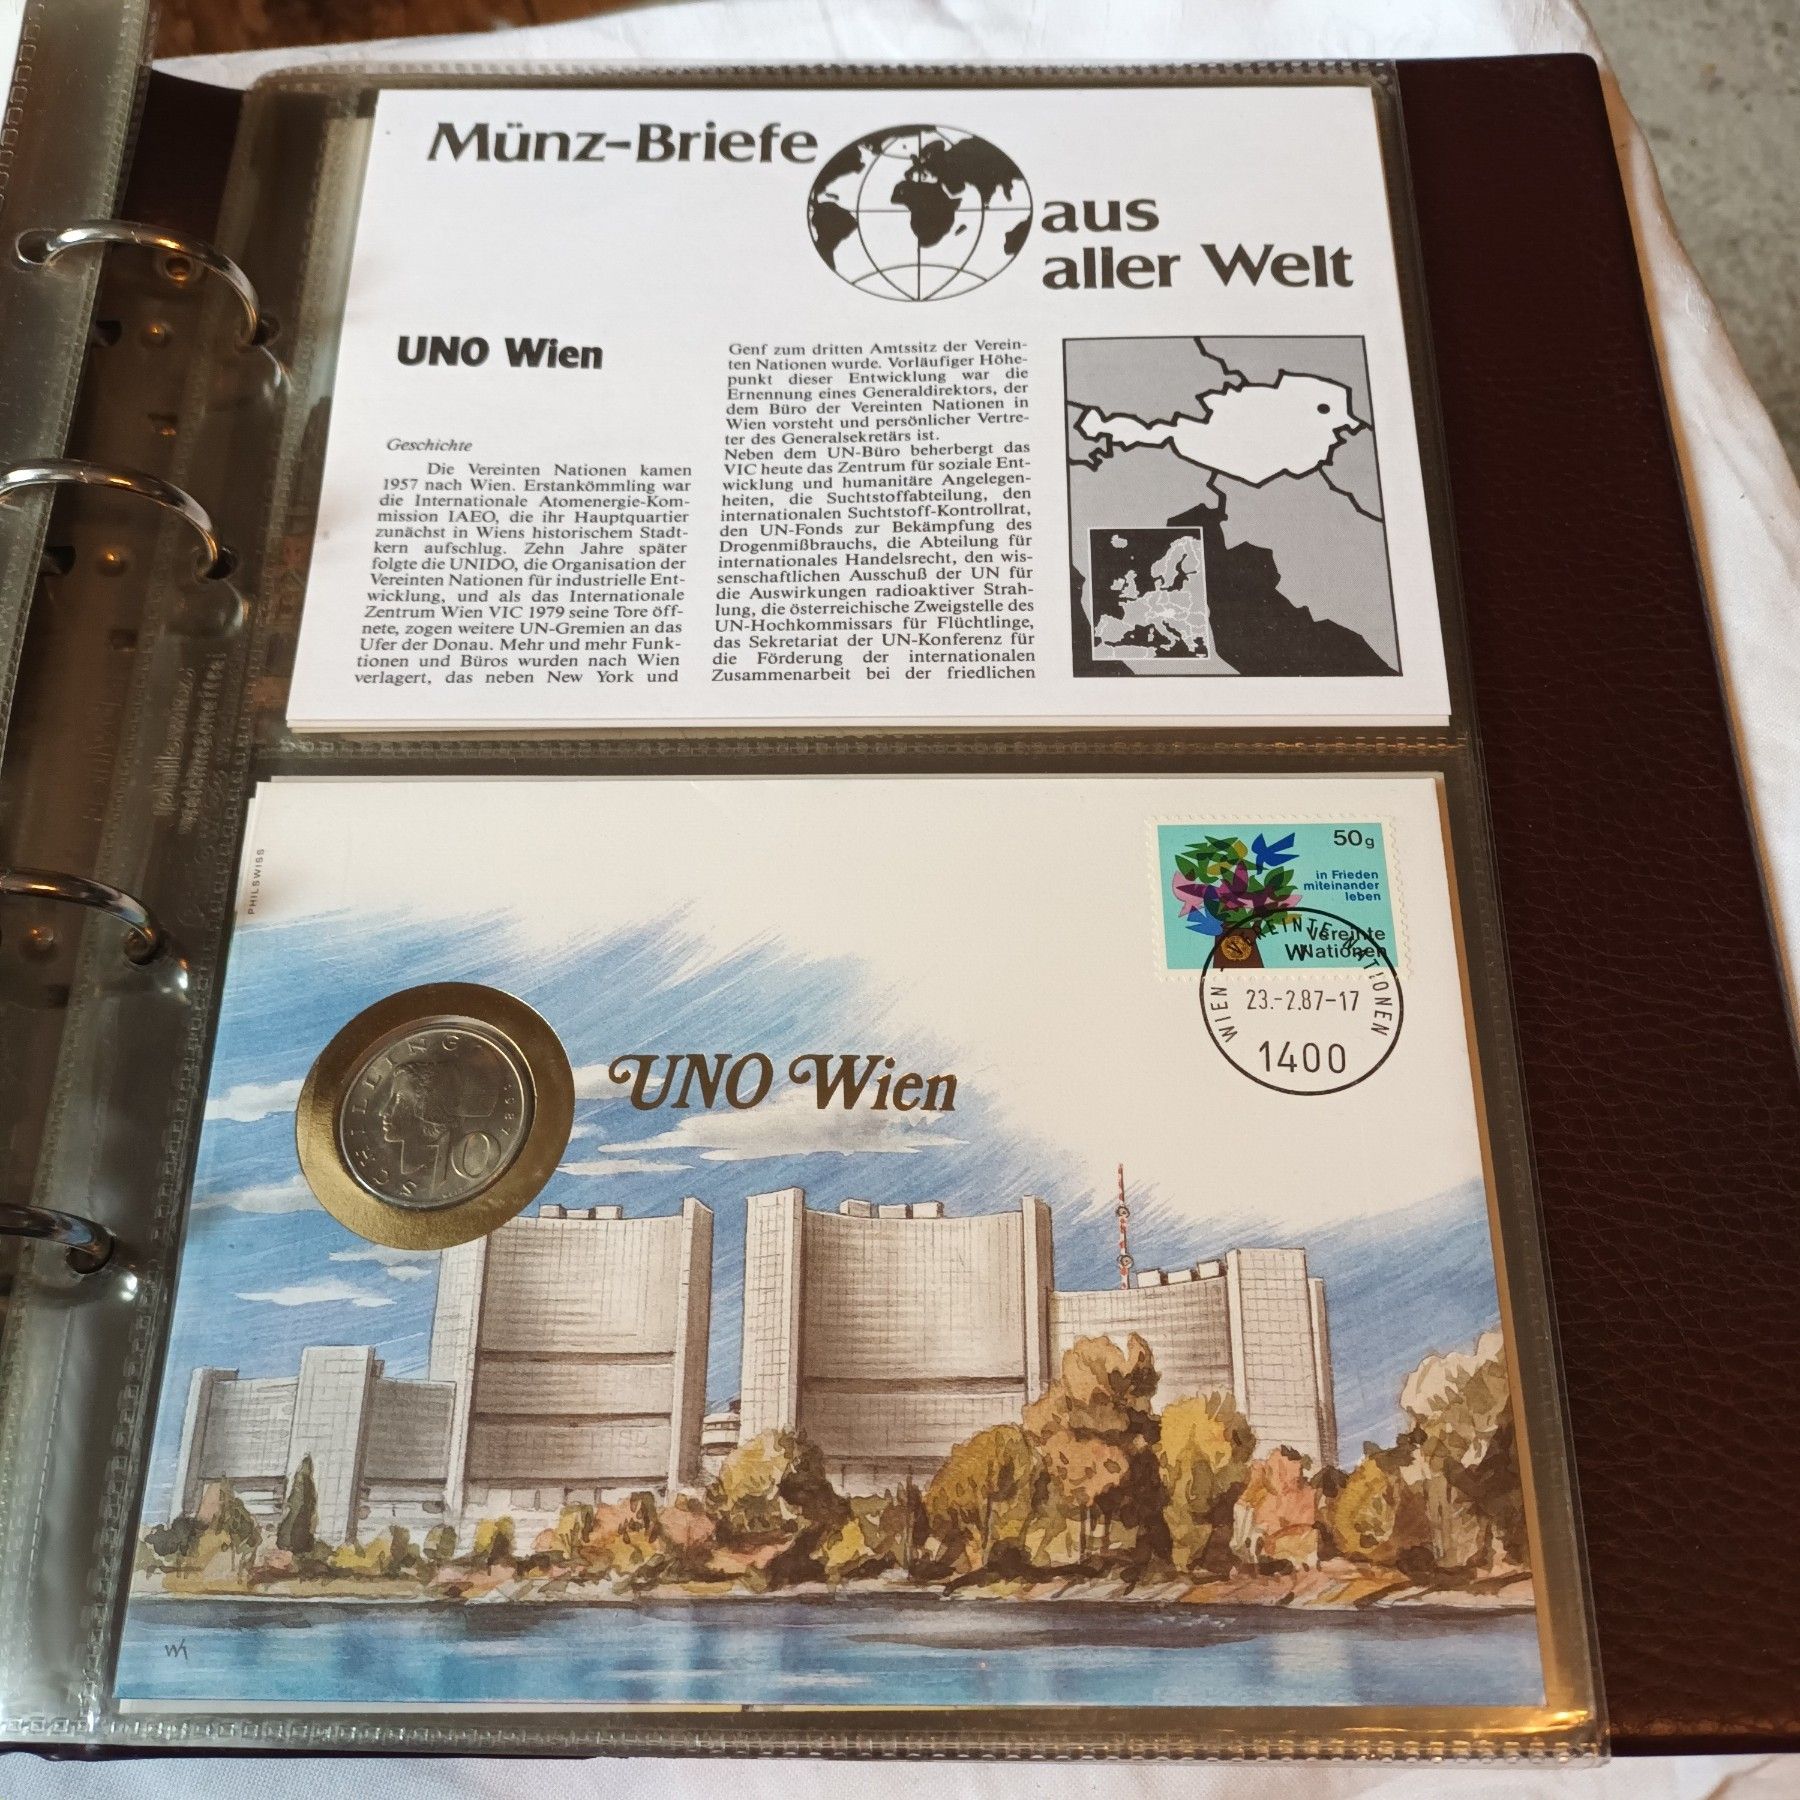 Münz-Briefe
aus
aller Welt
UNO Wien
Geschichte
Die Vereinten Nationen kamen
1957 nach Wien. Erstankömmling war
die Internationale Atomenergie-Kom-
mission IAEO, die ihr Hauptquartier
zunächst in Wiens historischem Stadt-
kern aufschlug. Zehn Jahre später
folgte die UNIDO, die Organisation der
Vereinten Nationen für industrielle Ent-
wicklung, und als das Internationale
Zentrum Wien VIC 1979 seine Tore öff-
nete, zogen weitere UN-Gremien an das
Ufer der Donau. Mehr und mehr Funk-
tionen und Büros wurden nach Wien
verlagert, das neben New York und
Genf zum dritten Amtssitz der Verein-
ten Nationen wurde. Vorläufiger Höhe-
punkt dieser Entwicklung war die
Ernennung eines Generaldirektors, der
dem Büro der Vereinten Nationen in
Wien vorsteht und persönlicher Vertre-
ter des Generalsekretärs ist.
Neben dem UN-Büro beherbergt das
VIC heute das Zentrum für soziale Ent-
wicklung und humanitäre Angelegen-
heiten, die Suchtstoffabteilung, den
internationalen Suchtstoff-Kontrollrat,
den UN-Fonds zur Bekämpfung des
Drogenmißbrauchs, die Abteilung für
internationales Handelsrecht, den wis-
senschaftlichen Ausschuß der UN für
die Auswirkungen radioaktiver Strah-
lung, die österreichische Zweigstelle des
UN-Hochkommissars für Flüchtlinge,
das Sekretariat der UN-Konferenz für
die Förderung der internationalen
Zusammenarbeit bei der friedlichen
PHILSWISS
50g
in Frieden
miteinander
leben
Vereinte
Nationen
WIEN - VEREINTE NATIONEN
23.-2.87-17
1400
SCHILLING
10
UNO Wien